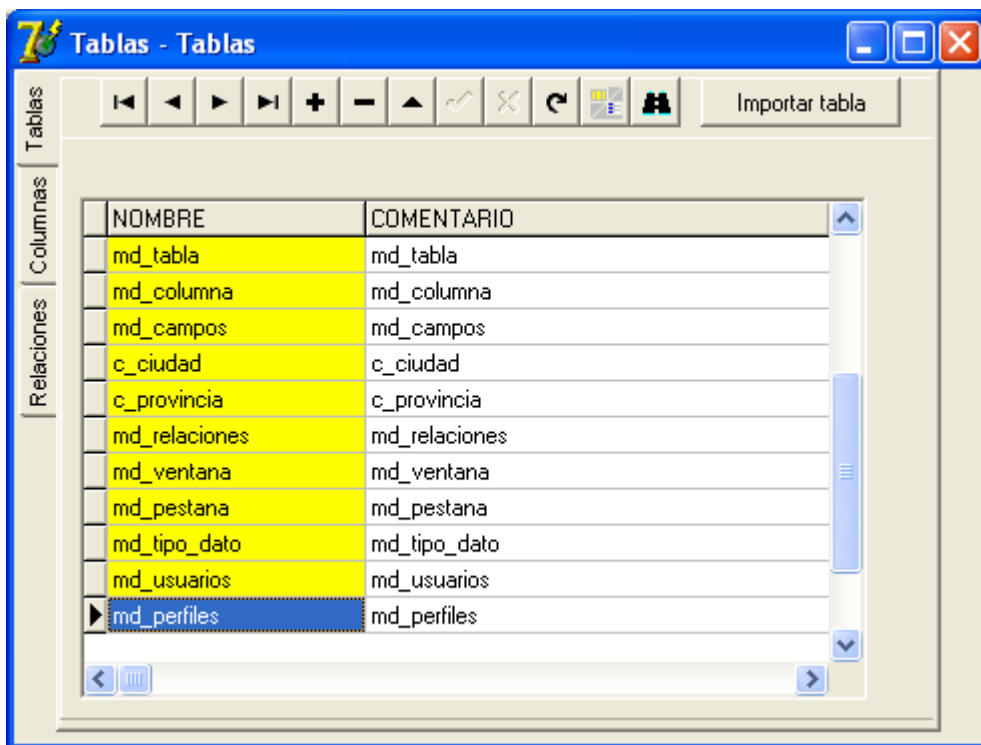 Tablas - Tablas
Tablas
Columnas
Relaciones
Importar tabla
NOMBRE COMENTARIO
md_tabla md_tabla
md_columna md_columna
md_campos md_campos
c_ciudad c_ciudad
c_provincia c_provincia
md_relaciones md_relaciones
md_ventana md_ventana
md_pestana md_pestana
md_tipo_dato md_tipo_dato
md_usuarios md_usuarios
md_perfiles md_perfiles